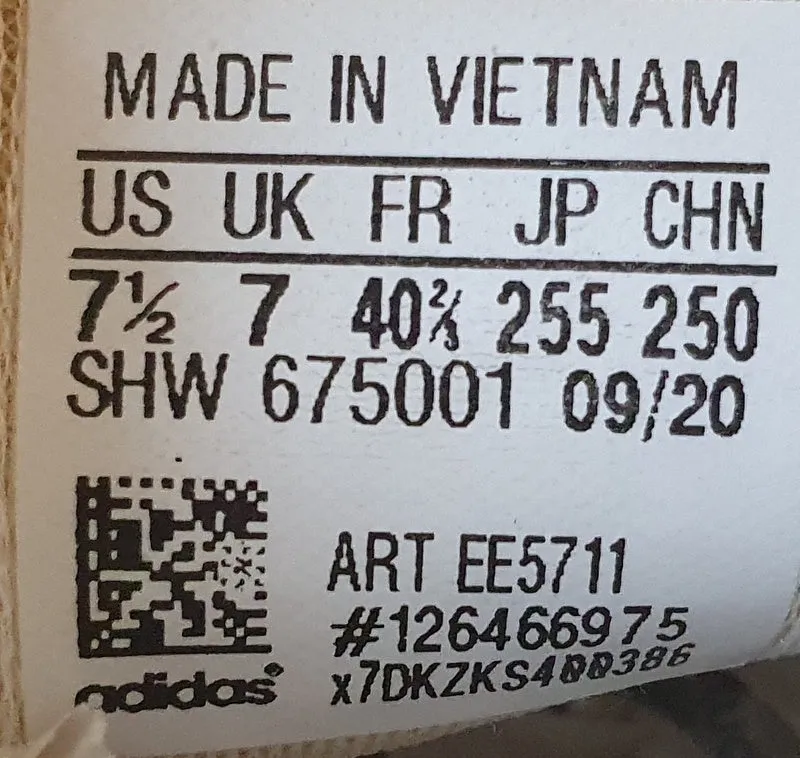 MADE IN VIETNAM
US UK FR JP CHN
7½ 7 40⅔ 255 250
SHW 675001 09/20
ART EE5711
#126466975
x7DKZKS400386
adidas